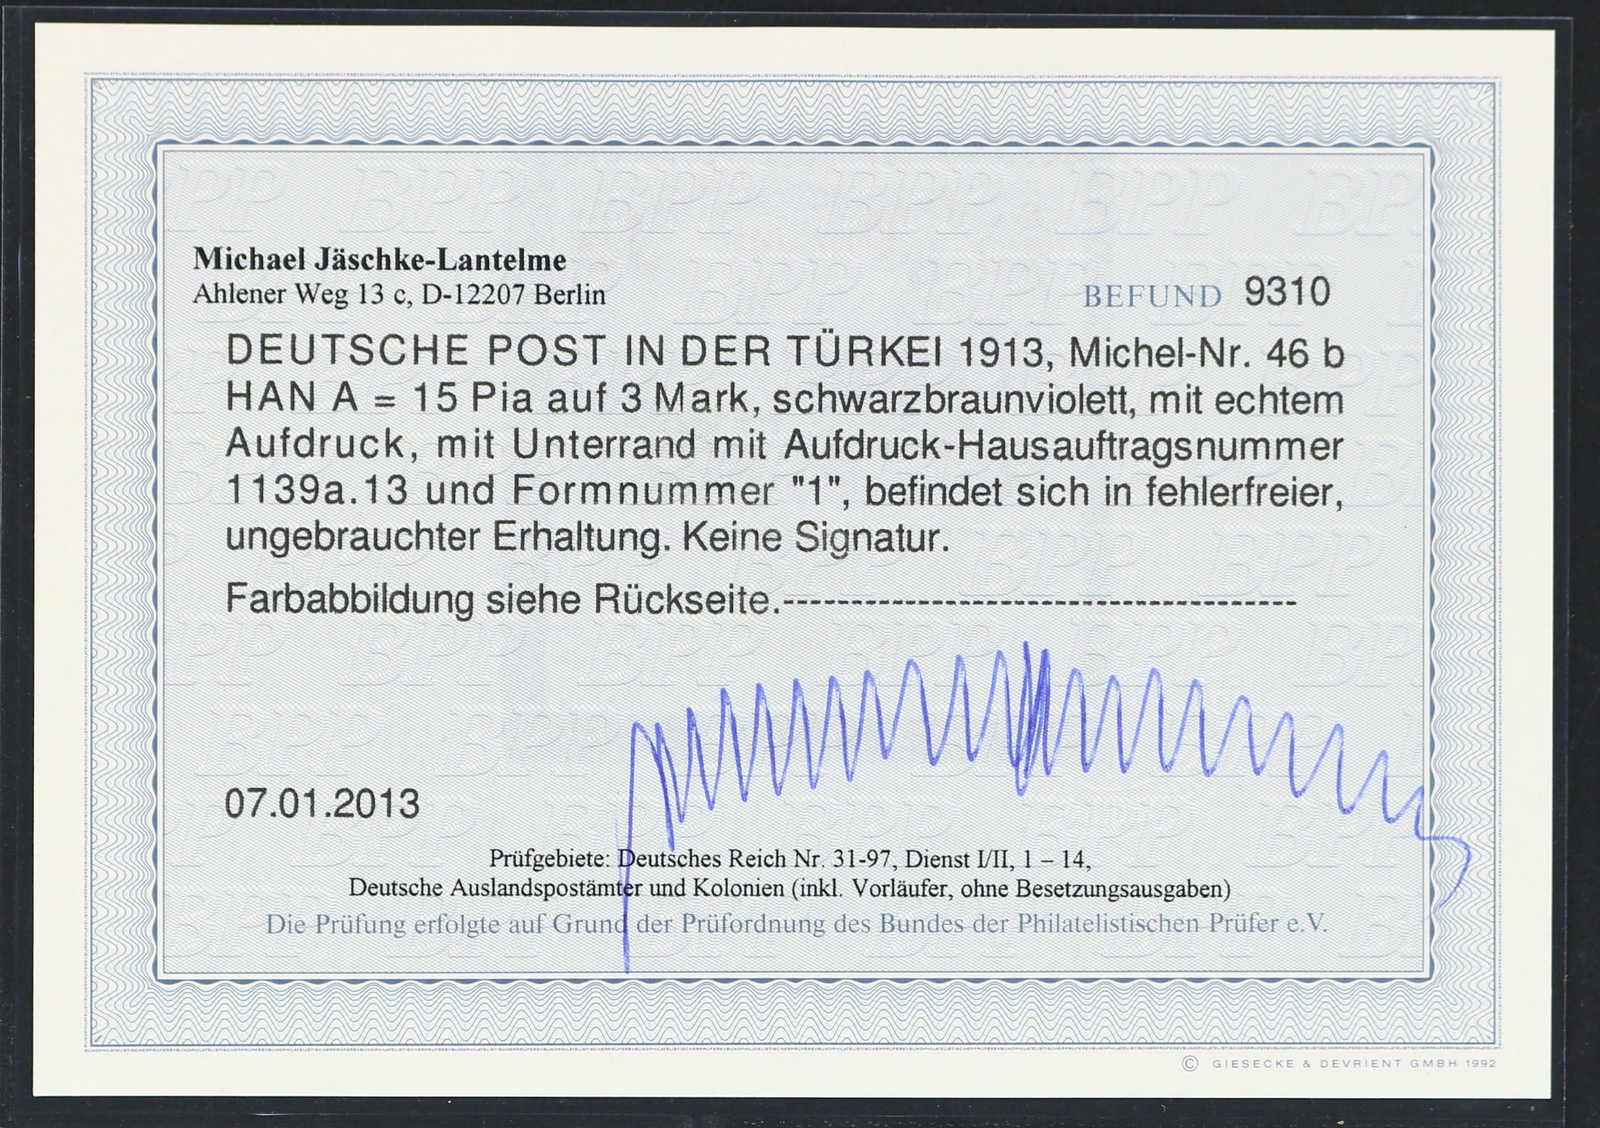 Michael Jäschke-Lantelme
Ahlener Weg 13 c, D-12207 Berlin
BEFUND 9310
DEUTSCHE POST IN DER TÜRKEI 1913, Michel-Nr. 46 b
HAN A = 15 Pia auf 3 Mark, schwarzbraunviolett, mit echtem
Aufdruck, mit Unterrand mit Aufdruck-Hausauftragsnummer
1139a.13 und Formnummer "1", befindet sich in fehlerfreier,
ungebrauchter Erhaltung. Keine Signatur.
Farbabbildung siehe Rückseite.--------------------------------------
07.01.2013
Prüfgebiete: Deutsches Reich Nr. 31-97, Dienst I/II, 1 – 14,
Deutsche Auslandspostämter und Kolonien (inkl. Vorläufer, ohne Besetzungsausgaben)
Die Prüfung erfolgte auf Grund der Prüfordnung des Bundes der Philatelistischen Prüfer e.V.
© GIESECKE & DEVRIENT GMBH 1992